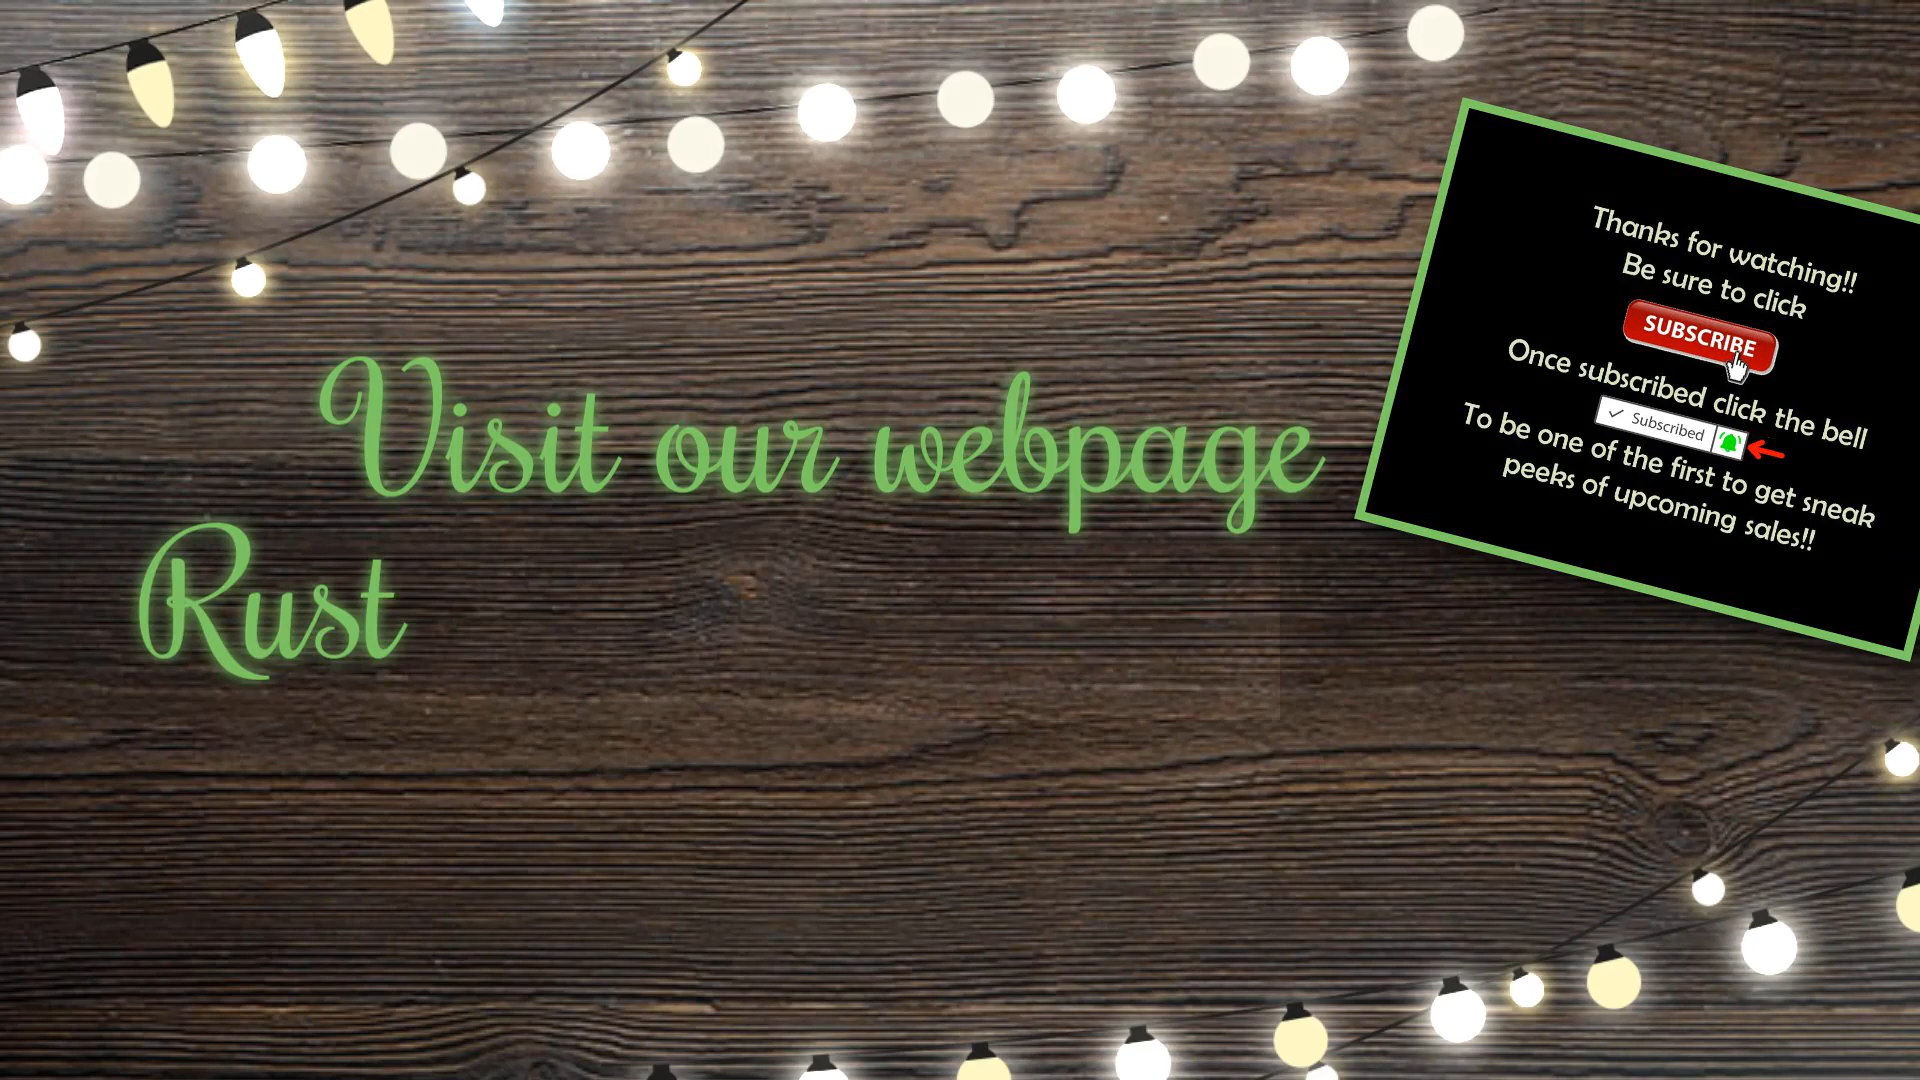 Visit our webpage
Rust
Thanks for watching!!
Be sure to click
SUBSCRIBE
Once subscribed click the bell
Subscribed
To be one of the first to get sneak
peeks of upcoming sales!!